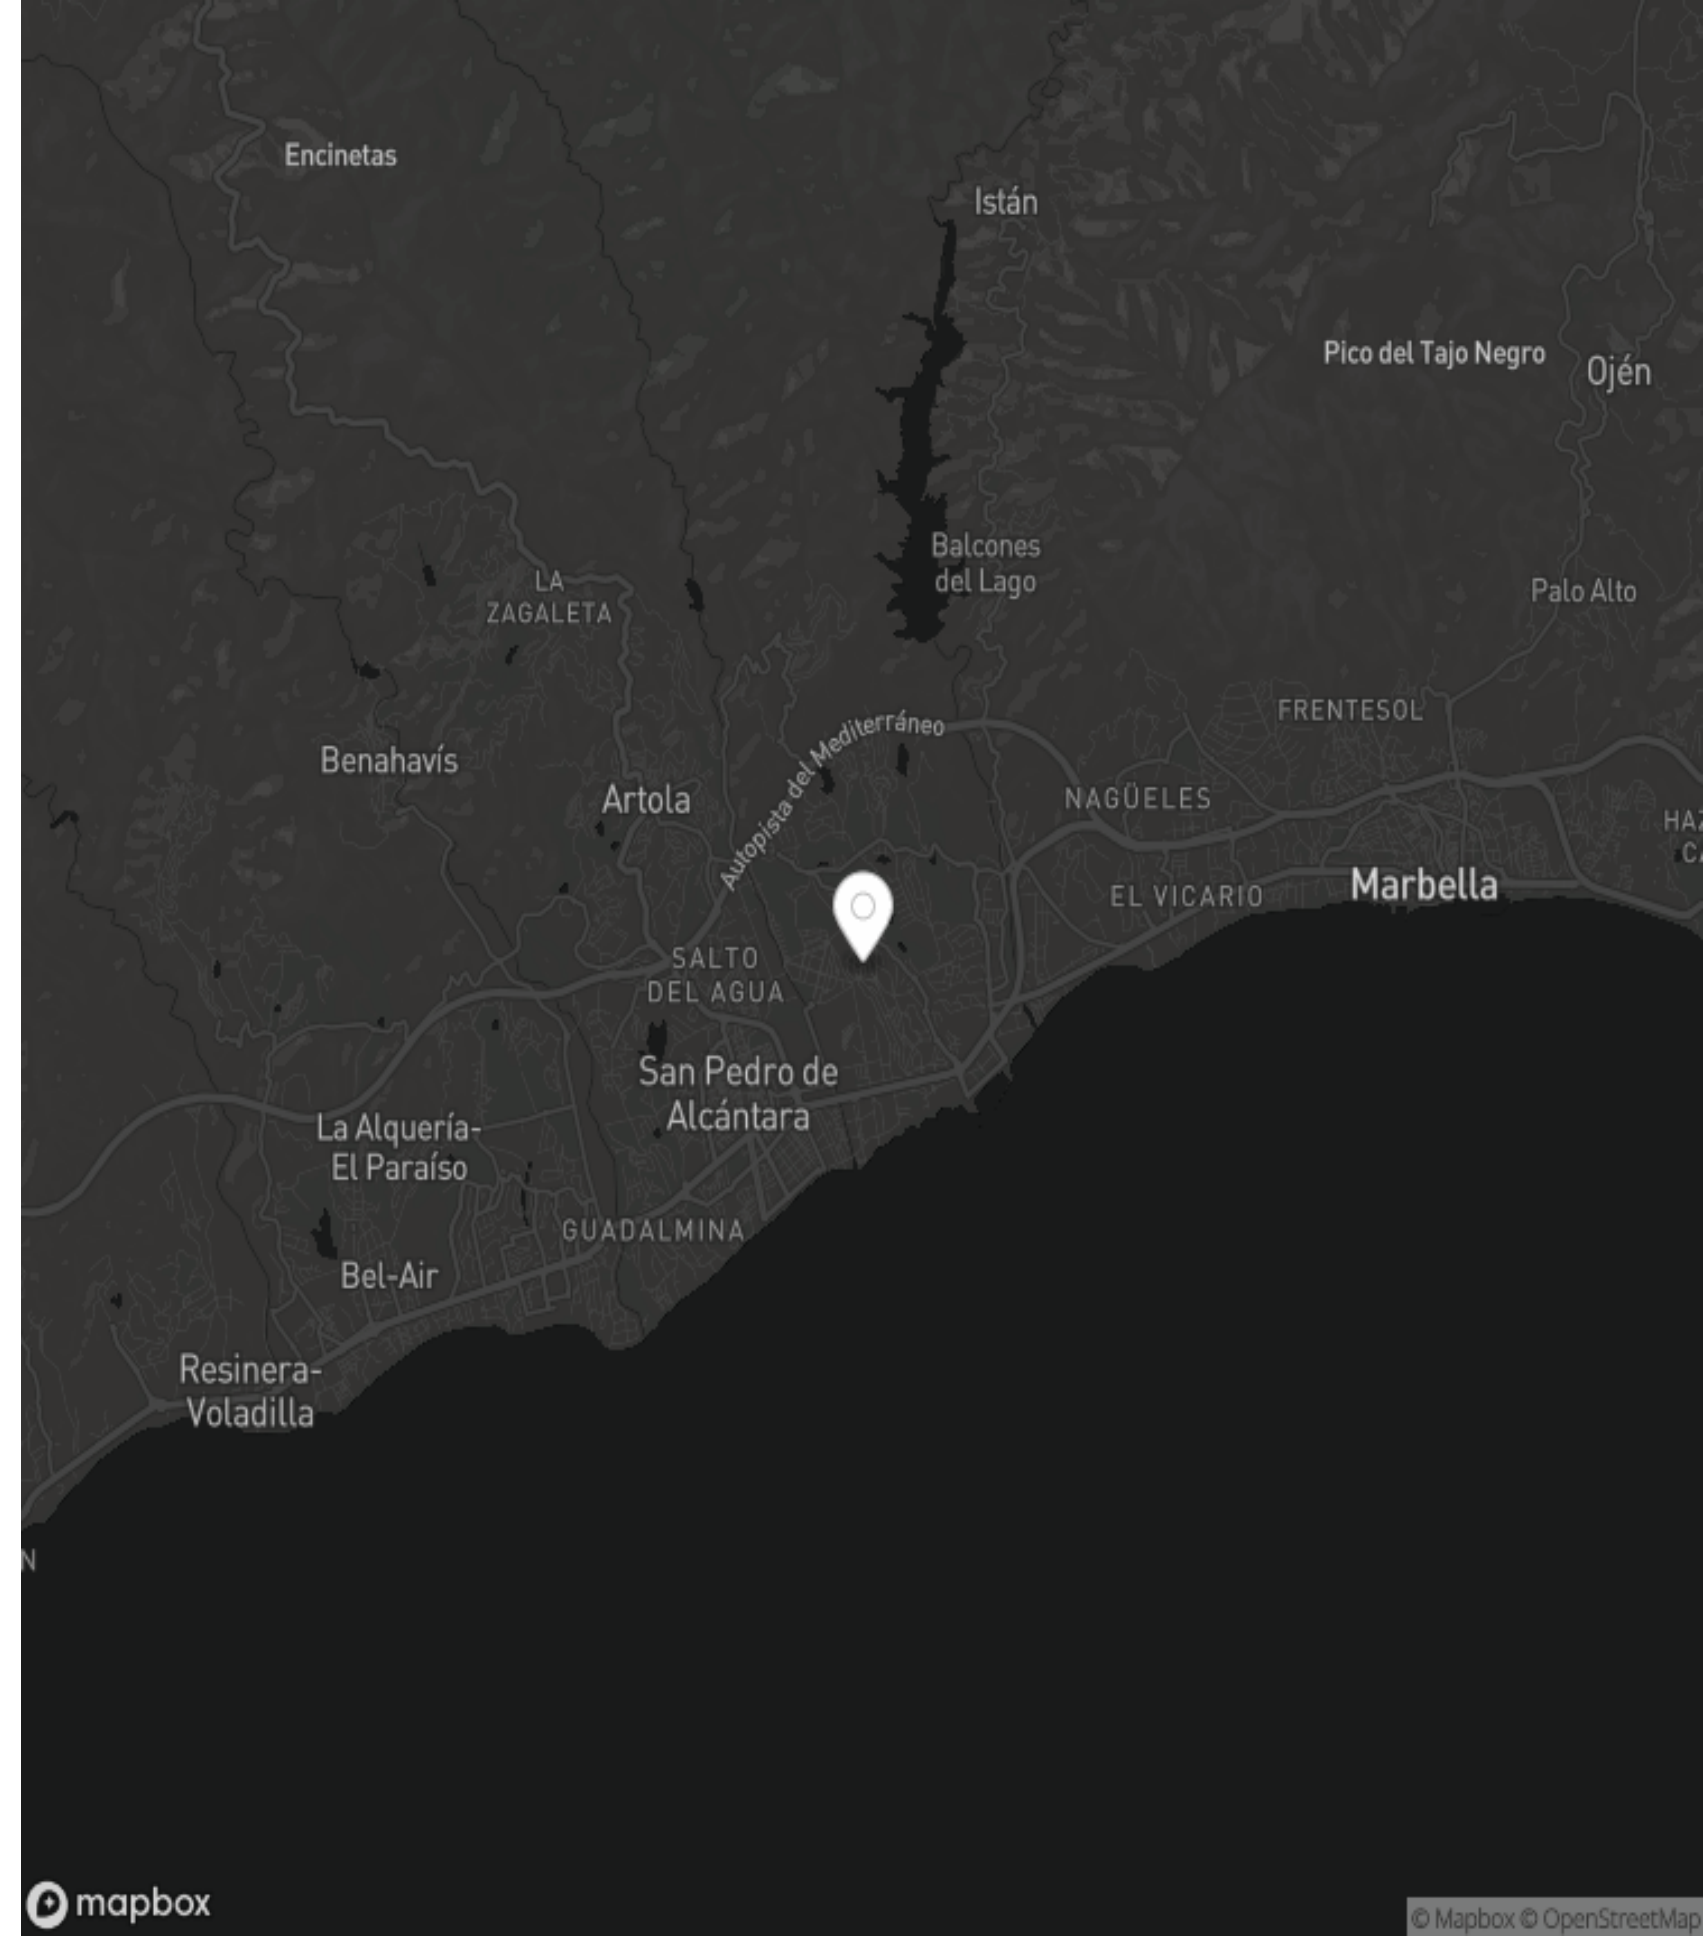 Encinetas
Istán
Pico del Tajo Negro
Ojén
Balcones
del Lago
LA
ZAGALETA
Palo Alto
FRENTESOL
Autopista del Mediterráneo
Benahavís
Artola
NAGÜELES
HAZ
CA
EL VICARIO
Marbella
SALTO
DEL AGUA
San Pedro de
Alcántara
La Alquería-
El Paraíso
GUADALMINA
Bel-Air
Resinera-
Voladilla
N
mapbox
© Mapbox © OpenStreetMap